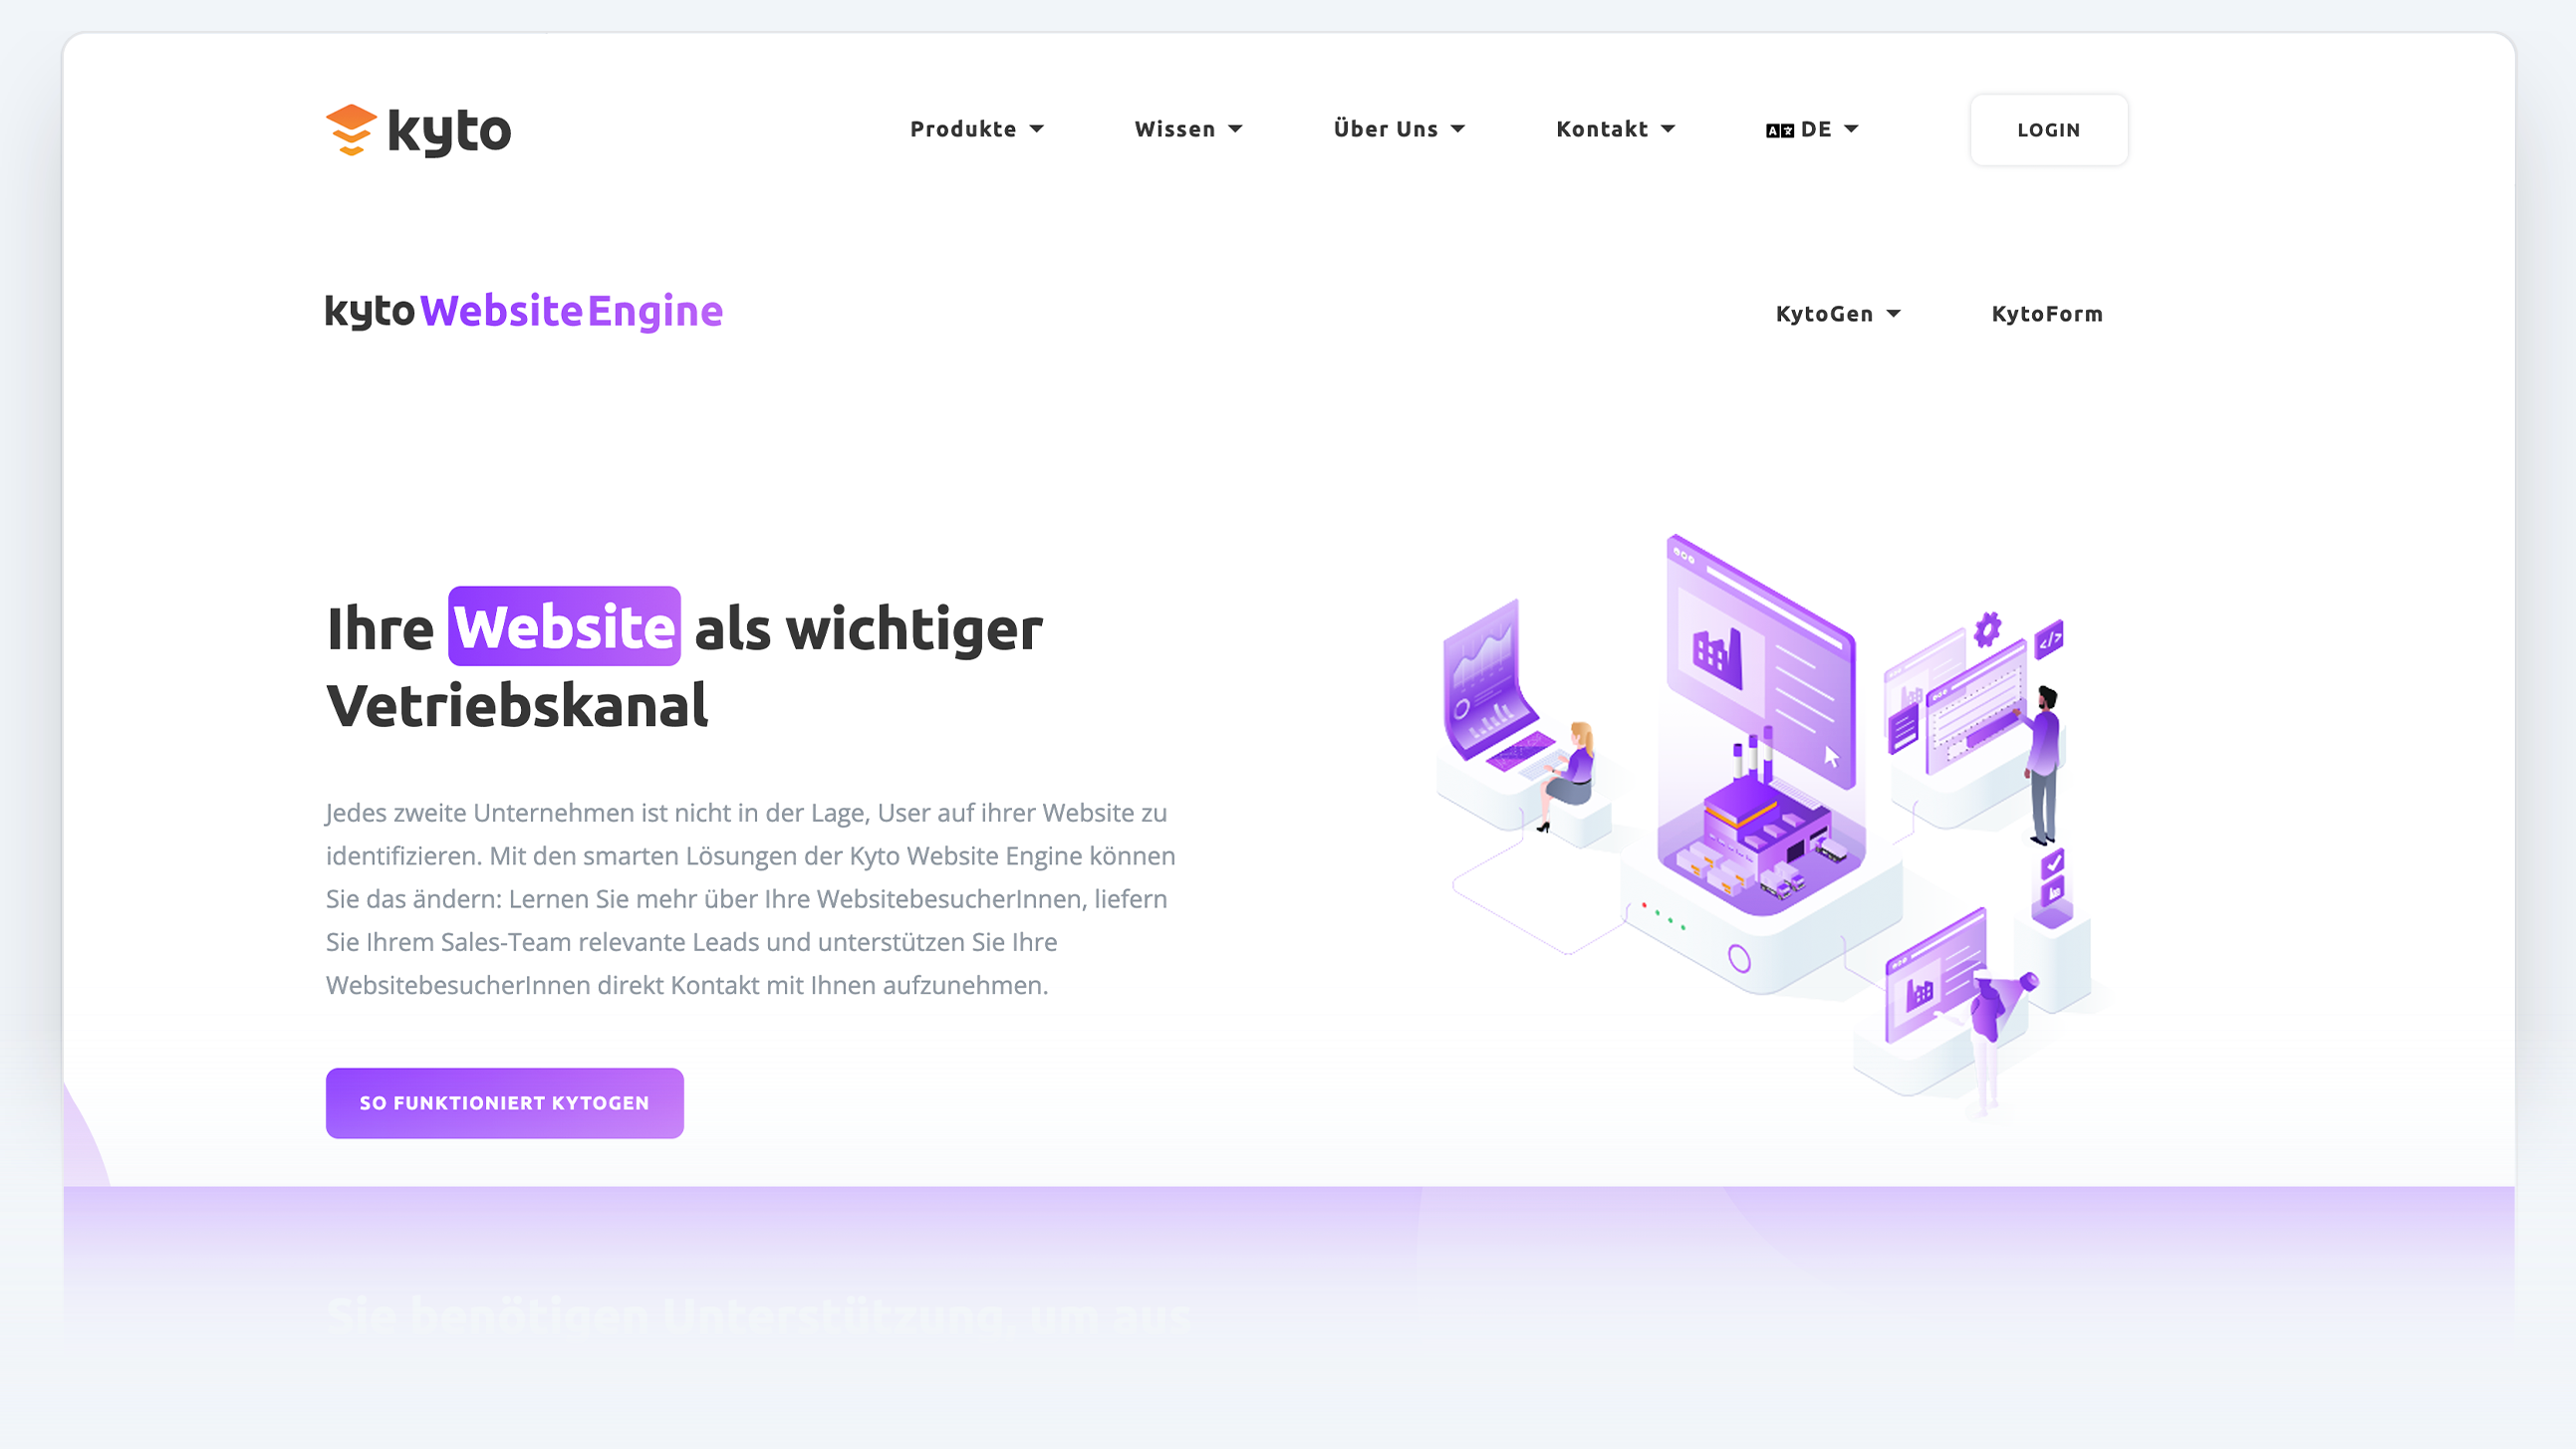 kyto
Produkte
Wissen
Über Uns
Kontakt
DE
LOGIN
kyto WebsiteEngine
KytoGen
KytoForm
Ihre Website als wichtiger
Vetriebskanal
Jedes zweite Unternehmen ist nicht in der Lage, User auf ihrer Website zu
identifizieren. Mit den smarten Lösungen der Kyto Website Engine können
Sie das ändern: Lernen Sie mehr über Ihre WebsitebesucherInnen, liefern
Sie Ihrem Sales-Team relevante Leads und unterstützen Sie Ihre
WebsitebesucherInnen direkt Kontakt mit Ihnen aufzunehmen.
SO FUNKTIONIERT KYTOGEN
Sie benötigen Unterstützung, um aus